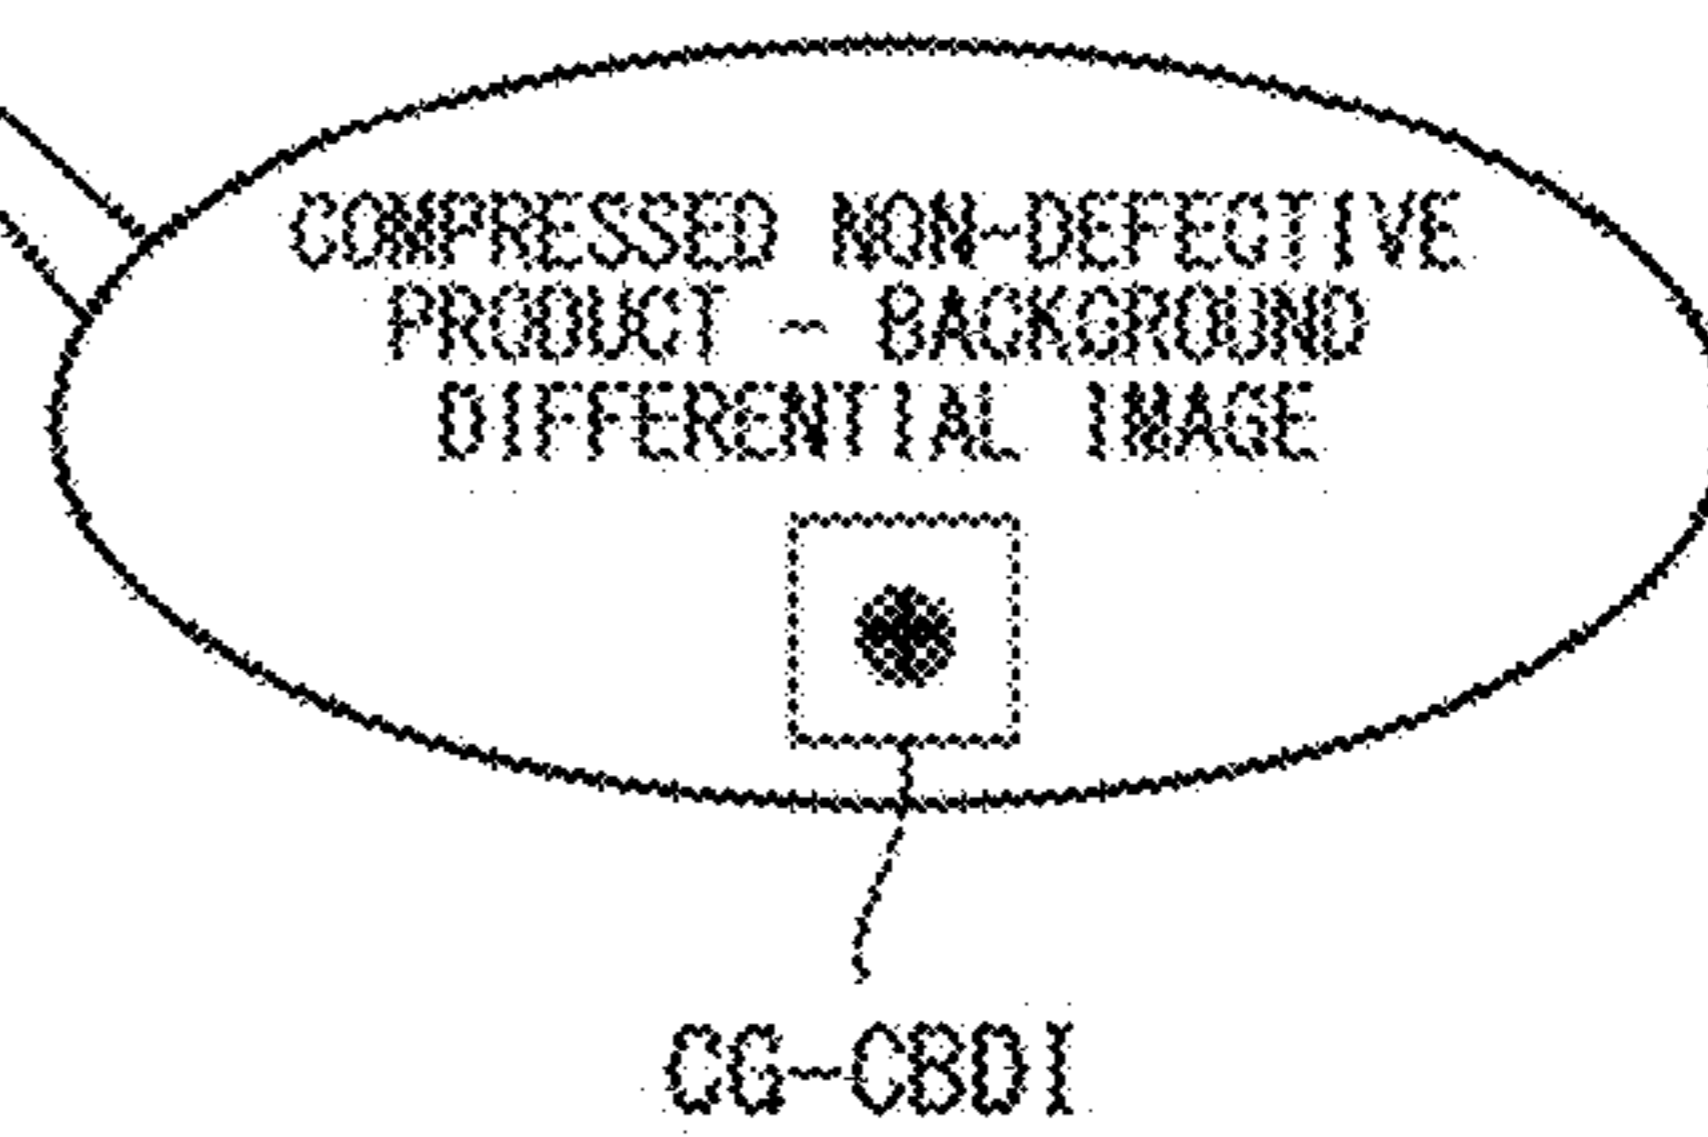 COMPRESSED NON-DEFECTIVE
PRODUCT - BACKGROUND
DIFFERENTIAL IMAGE
CG-CBDI